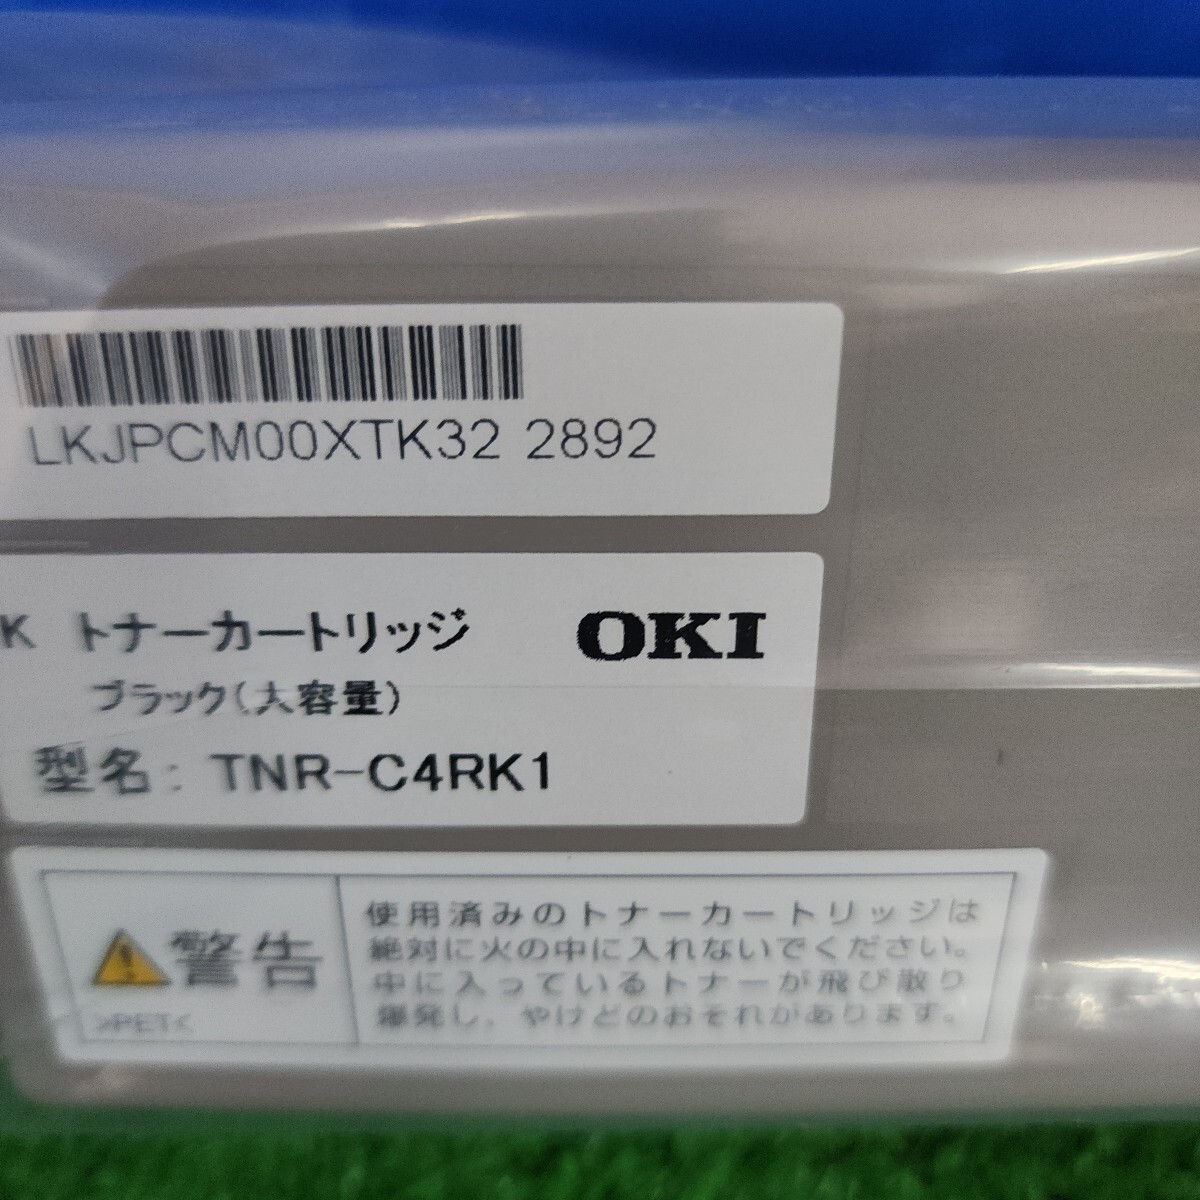 LKJPCM00XTK32 2892
K トナーカートリッジ OKI
ブラック(大容量)
型名: TNR-C4RK1
警告
>PET<
使用済みのトナーカートリッジは
絶対に火の中に入れないでください。
中に入っているトナーが飛び散り
爆発し、やけどのおそれがあります。